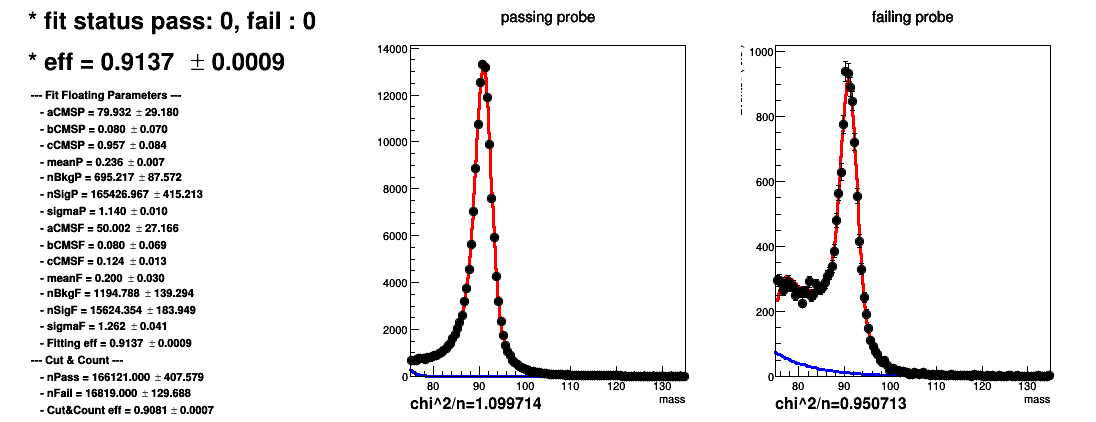 * fit status pass: 0, fail : 0
* eff = 0.9137 ± 0.0009
--- Fit Floating Parameters ---
- aCMSP = 79.932 ± 29.180
- bCMSP = 0.080 ± 0.070
- cCMSP = 0.957 ± 0.084
- meanP = 0.236 ± 0.007
- nBkgP = 695.217 ± 87.572
- nSigP = 165426.967 ± 415.213
- sigmaP = 1.140 ± 0.010
- aCMSF = 50.002 ± 27.166
- bCMSF = 0.080 ± 0.069
- cCMSF = 0.124 ± 0.013
- meanF = 0.200 ± 0.030
- nBkgF = 1194.788 ± 139.294
- nSigF = 15624.354 ± 183.949
- sigmaF = 1.262 ± 0.041
- Fitting eff = 0.9137 ± 0.0009
--- Cut & Count ---
- nPass = 166121.000 ± 407.579
- nFail = 16819.000 ± 129.688
- Cut&Count eff = 0.9081 ± 0.0007
passing probe
14000
12000
10000
8000
6000
4000
2000
0
80 90 100 110 120 130
mass
chi^2/n=1.099714
failing probe
1000
800
600
400
200
0
80 90 100 110 120 130
mass
chi^2/n=0.950713